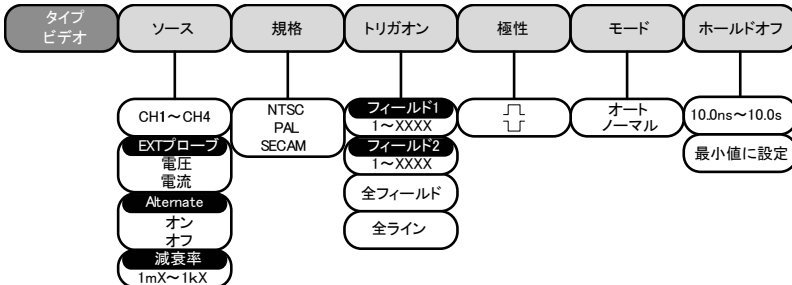 タイプ
ビデオ
ソース
規格
トリガオン
極性
モード
ホールドオフ
CH1～CH4
EXTプローブ
電圧
電流
Alternate
オン
オフ
減衰率
1mX～1kX
NTSC
PAL
SECAM
フィールド1
1～XXXX
フィールド2
1～XXXX
全フィールド
全ライン
オート
ノーマル
10.0ns～10.0s
最小値に設定